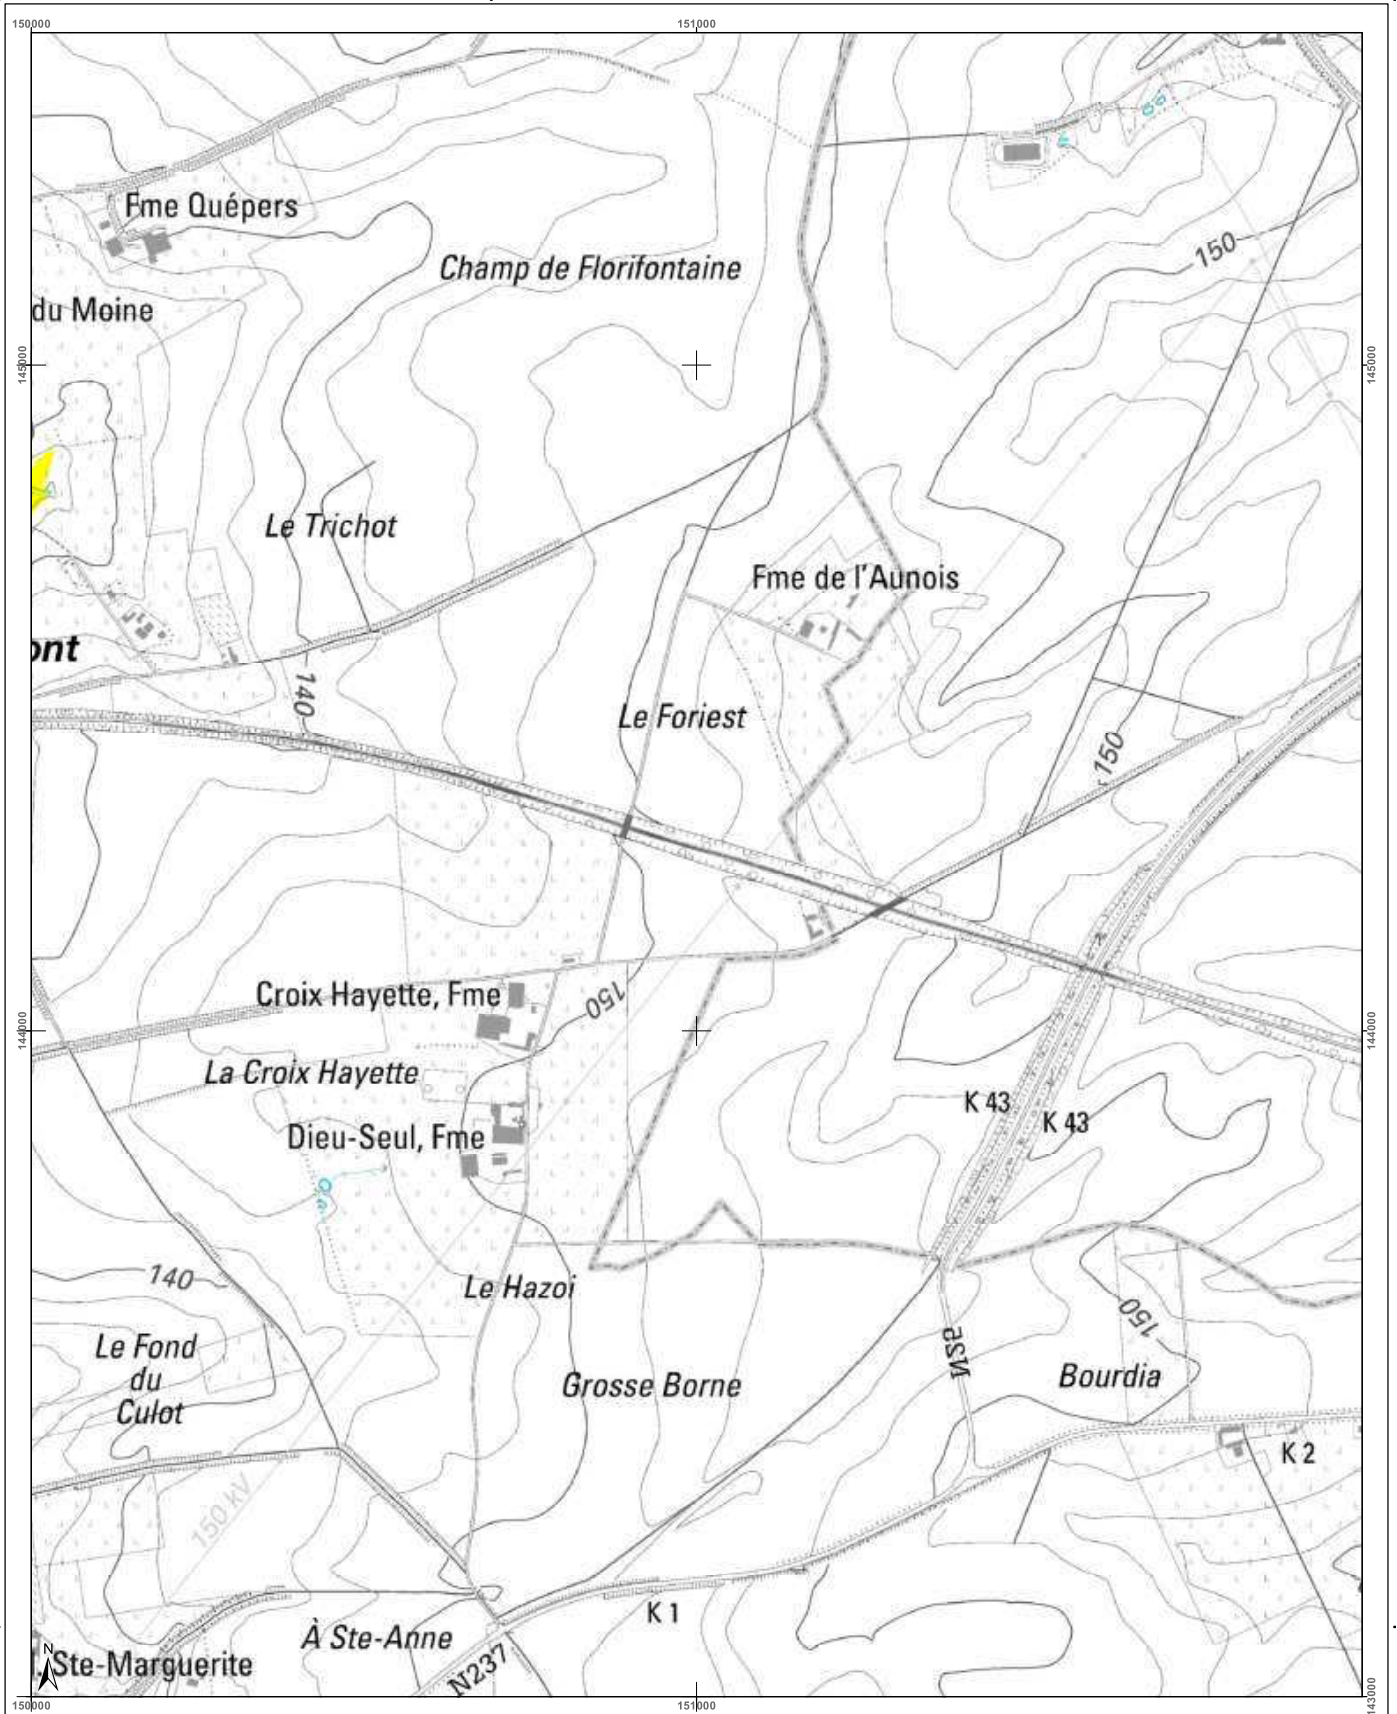 150000
151000
Fme Quépers
Champ de Florifontaine
150
du Moine
145000
145000
Le Trichot
Fme de l'Aunois
ont
140
Le Foriest
150
Croix Hayette, Fme
150
144000
144000
La Croix Hayette
K 43
K 43
Dieu-Seul, Fme
140
Le Hazoi
150
Le Fond
du
Culot
N25
Grosse Borne
Bourdia
K 2
150 kV
K 1
À Ste-Anne
N
Ste-Marguerite
N237
150000
151000
143000